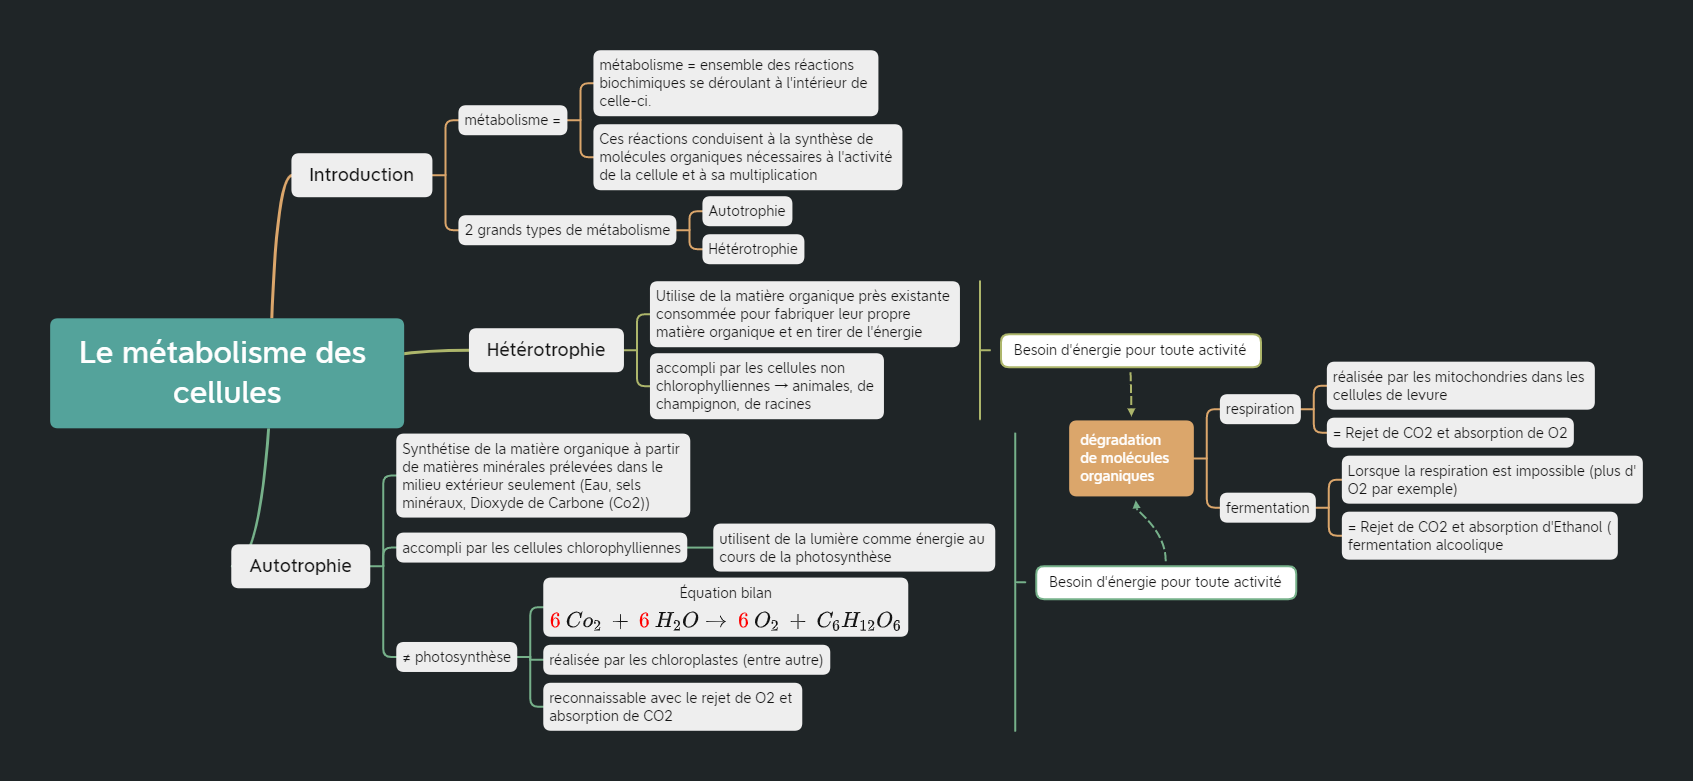 Le métabolisme des
cellules
Introduction
métabolisme =
métabolisme = ensemble des réactions
biochimiques se déroulant à l'intérieur de
celle-ci.
Ces réactions conduisent à la synthèse de
molécules organiques nécessaires à l'activité
de la cellule et à sa multiplication
2 grands types de métabolisme
Autotrophie
Hétérotrophie
Hétérotrophie
Utilise de la matière organique près existante
consommée pour fabriquer leur propre
matière organique et en tirer de l'énergie
accompli par les cellules non
chlorophylliennes → animales, de
champignon, de racines
Besoin d'énergie pour toute activité
dégradation
de molécules
organiques
respiration
réalisée par les mitochondries dans les
cellules de levure
= Rejet de CO2 et absorption de O2
fermentation
Lorsque la respiration est impossible (plus d'
O2 par exemple)
= Rejet de CO2 et absorption d'Ethanol (
fermentation alcoolique
Autotrophie
Synthétise de la matière organique à partir
de matières minérales prélevées dans le
milieu extérieur seulement (Eau, sels
minéraux, Dioxyde de Carbone (Co2))
accompli par les cellules chlorophylliennes
utilisent de la lumière comme énergie au
cours de la photosynthèse
≠ photosynthèse
Équation bilan
6 Co₂ + 6 H₂O → 6 O₂ + C₆H₁₂O₆
réalisée par les chloroplastes (entre autre)
reconnaissable avec le rejet de O2 et
absorption de CO2
Besoin d'énergie pour toute activité